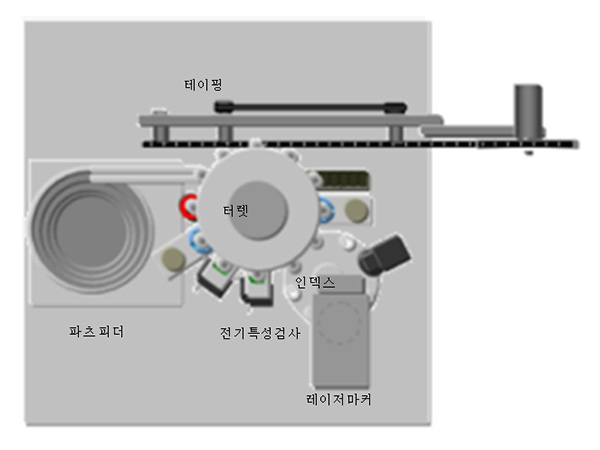 테이핑
터렛
인덱스
파츠피더
전기특성검사
레이저마커